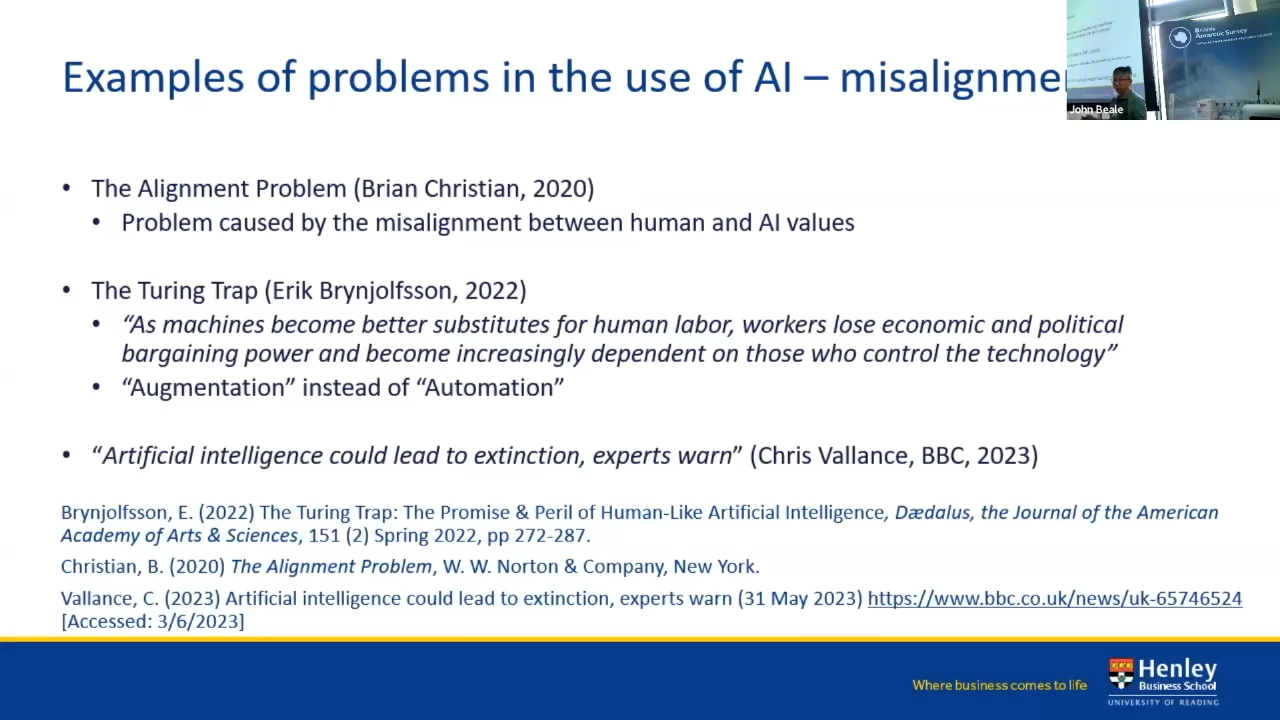 Examples of problems in the use of AI – misalignme
British
Antarctic Survey
John Beale
• The Alignment Problem (Brian Christian, 2020)
• Problem caused by the misalignment between human and AI values
• The Turing Trap (Erik Brynjolfsson, 2022)
• “As machines become better substitutes for human labor, workers lose economic and political
bargaining power and become increasingly dependent on those who control the technology”
• “Augmentation” instead of “Automation”
• “Artificial intelligence could lead to extinction, experts warn” (Chris Vallance, BBC, 2023)
Brynjolfsson, E. (2022) The Turing Trap: The Promise & Peril of Human-Like Artificial Intelligence, Dædalus, the Journal of the American
Academy of Arts & Sciences, 151 (2) Spring 2022, pp 272-287.
Christian, B. (2020) The Alignment Problem, W. W. Norton & Company, New York.
Vallance, C. (2023) Artificial intelligence could lead to extinction, experts warn (31 May 2023) https://www.bbc.co.uk/news/uk-65746524
[Accessed: 3/6/2023]
Where business comes to life
Henley
Business School
UNIVERSITY OF READING